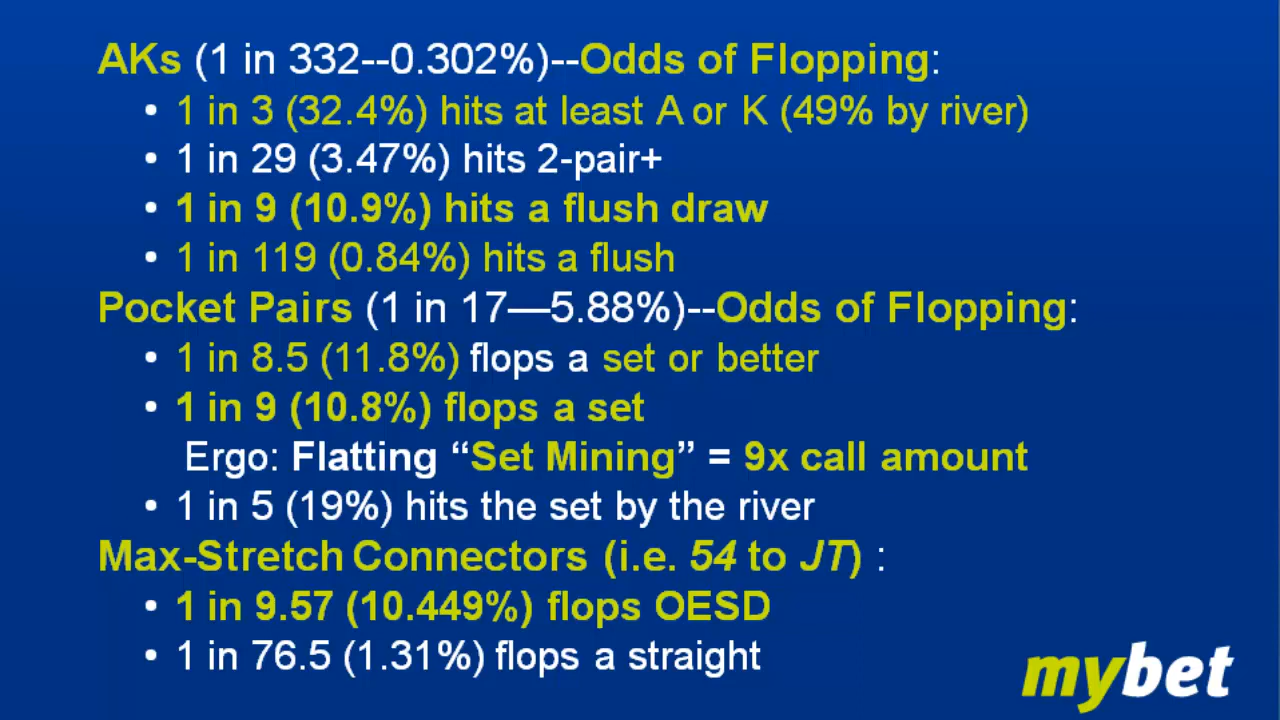 AKs (1 in 332--0.302%)--Odds of Flopping:
• 1 in 3 (32.4%) hits at least A or K (49% by river)
• 1 in 29 (3.47%) hits 2-pair+
• 1 in 9 (10.9%) hits a flush draw
• 1 in 119 (0.84%) hits a flush
Pocket Pairs (1 in 17—5.88%)--Odds of Flopping:
• 1 in 8.5 (11.8%) flops a set or better
• 1 in 9 (10.8%) flops a set
Ergo: Flatting “Set Mining” = 9x call amount
• 1 in 5 (19%) hits the set by the river
Max-Stretch Connectors (i.e. 54 to JT) :
• 1 in 9.57 (10.449%) flops OESD
• 1 in 76.5 (1.31%) flops a straight
mybet